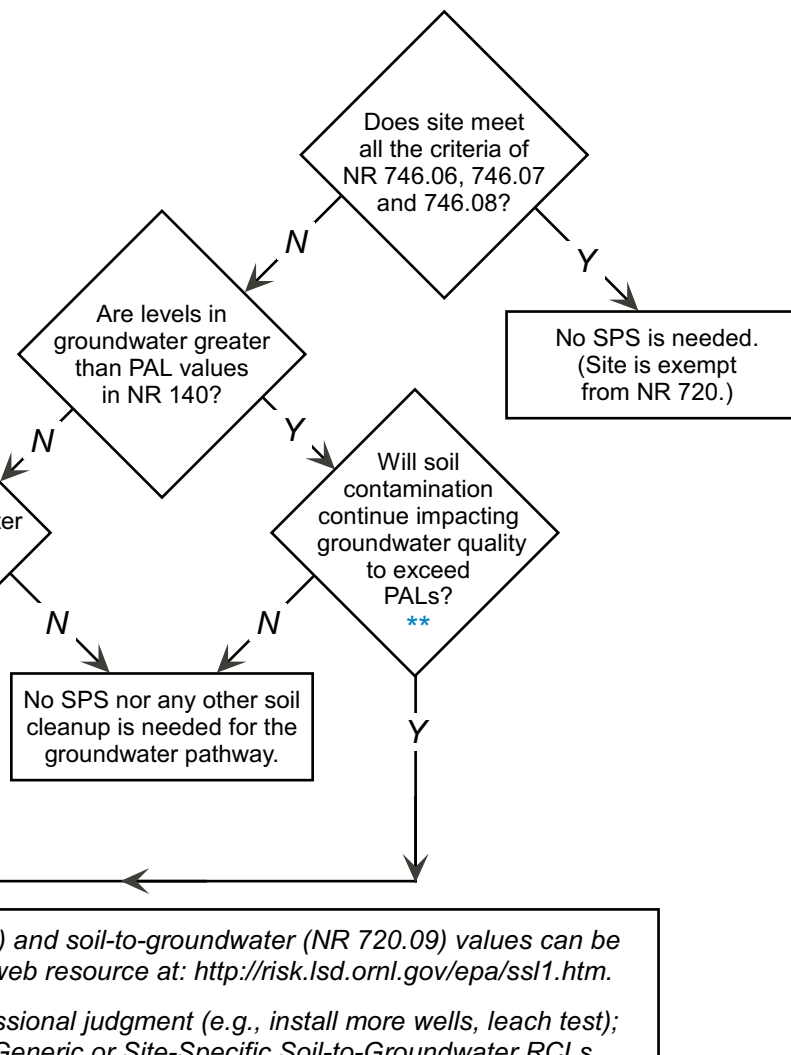 Does site meet
all the criteria of
NR 746.06, 746.07
and 746.08?
N
Y
Are levels in
groundwater greater
than PAL values
in NR 140?
No SPS is needed.
(Site is exempt
from NR 720.)
N
Y
Will soil
contamination
continue impacting
groundwater quality
to exceed
PALs?
**
ter
N
N
No SPS nor any other soil
cleanup is needed for the
groundwater pathway.
Y
) and soil-to-groundwater (NR 720.09) values can be
web resource at: http://risk.lsd.ornl.gov/epa/ssl1.htm.
ssional judgment (e.g., install more wells, leach test);
Generic or Site-Specific Soil-to-Groundwater RCLs